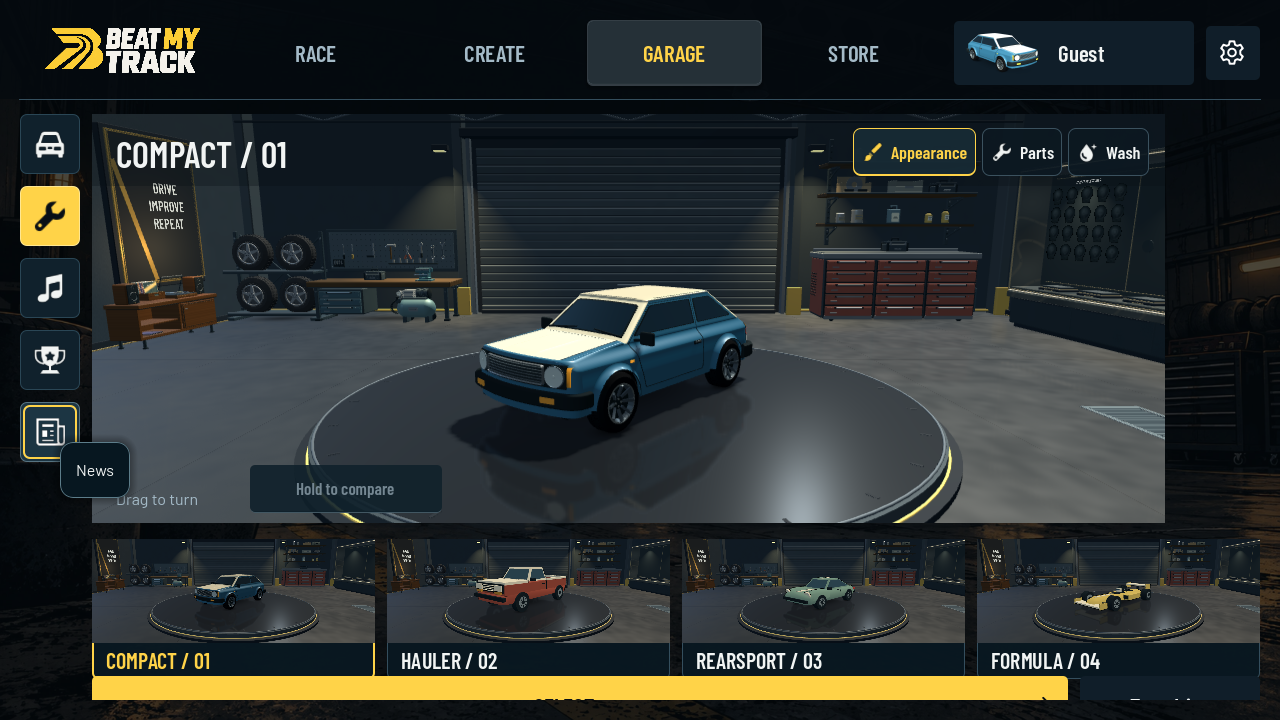 BEAT MY
TRACK
RACE
CREATE
GARAGE
STORE
Guest
COMPACT / 01
Appearance
Parts
Wash
DRIVE
IMPROVE
REPEAT
News
Drag to turn
Hold to compare
COMPACT / 01
HAULER / 02
REARSPORT / 03
FORMULA / 04